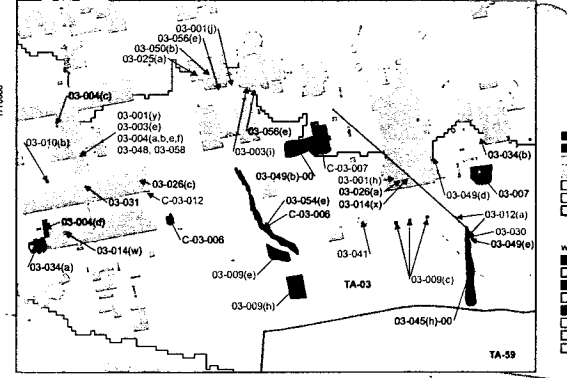 03-001(j)
03-056(e)
03-050(b)
03-025(a)
03-004(c)
03-001(y)
03-003(e)
03-004(a.b,e,f)
03-048, 03-058
03-010(b)
03-056(e)
03-003(i)
03-034(b)
C-03-007
03-049(b)-00
03-001(h)
03-026(a)
03-014(x)
03-049(d)
03-007
03-026(c)
03-031
C-03-012
03-054(e)
C-03-006
03-012(a)
03-030
03-049(e)
03-004(d)
C-03-006
03-014(w)
03-041
03-009(c)
03-034(a)
03-009(e)
TA-03
03-009(h)
03-045(h)-00
TA-59